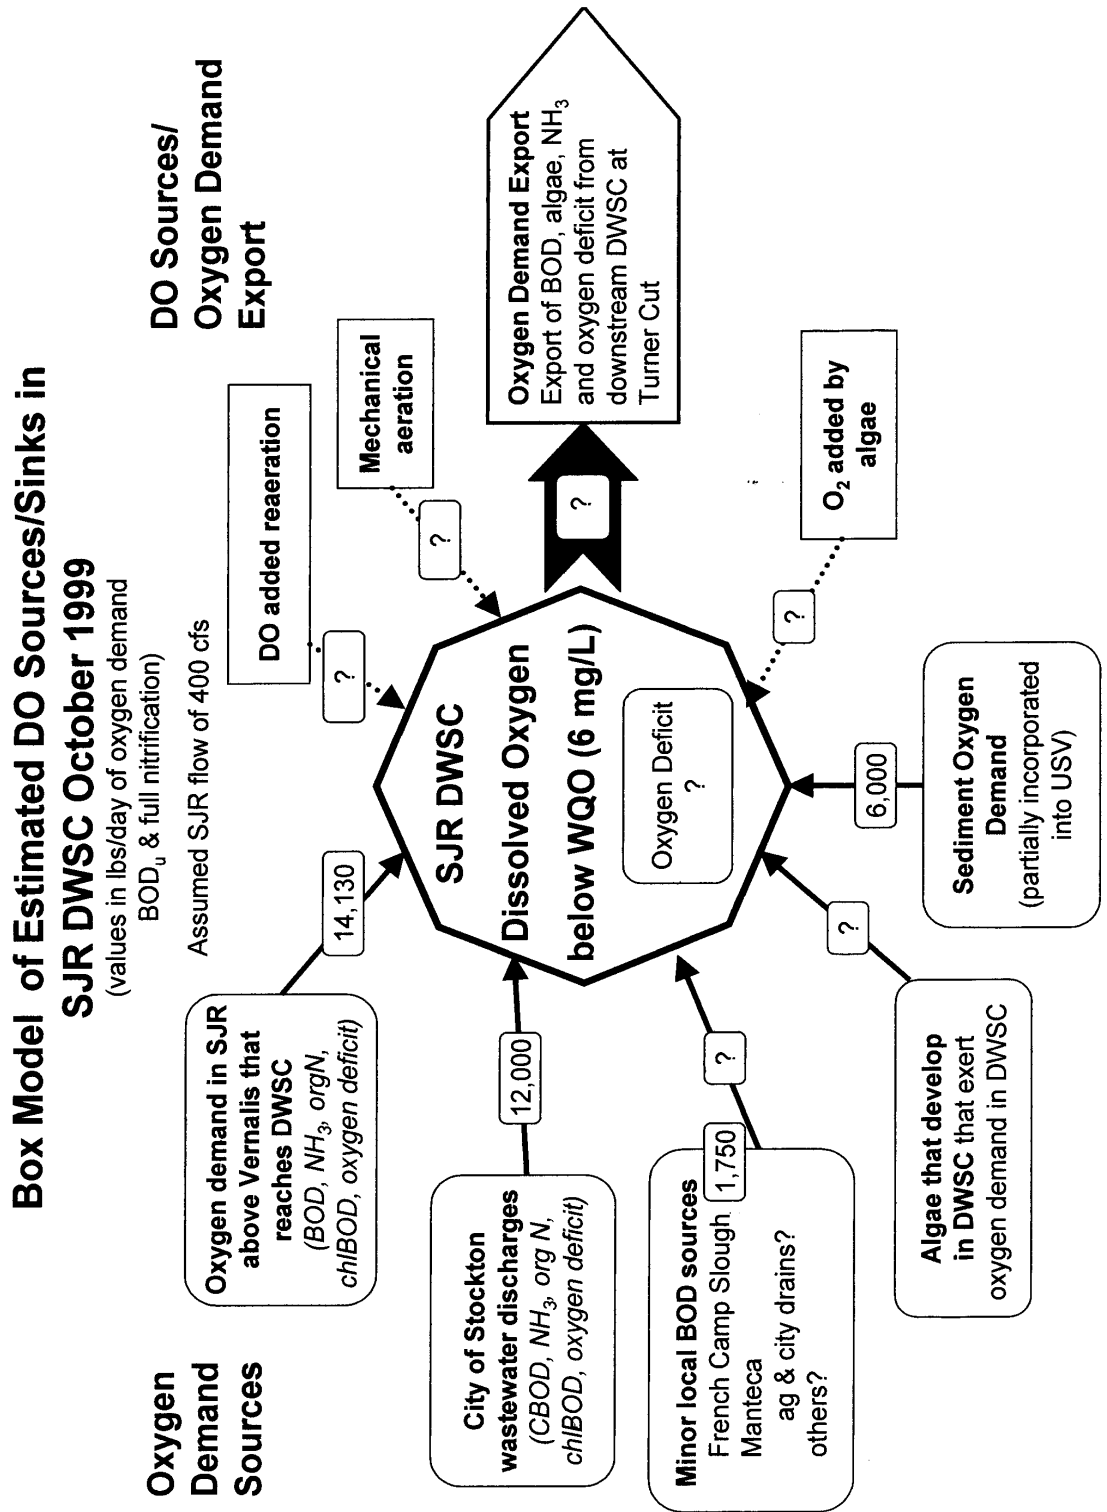 Box Model of Estimated DO Sources/Sinks in
SJR DWSC October 1999
(values in lbs/day of oxygen demand
BODu & full nitrification)
Assumed SJR flow of 400 cfs
Oxygen
Demand
Sources
DO Sources/
Oxygen Demand
Export
Oxygen demand in SJR
above Vernalis that
reaches DWSC
(BOD, NH3, orgN,
chlBOD, oxygen deficit)
14,130
City of Stockton
wastewater discharges
(CBOD, NH3, org N,
chlBOD, oxygen deficit)
12,000
Minor local BOD sources
French Camp Slough 1,750
Manteca
ag & city drains?
others?
?
Algae that develop
in DWSC that exert
oxygen demand in DWSC
?
Sediment Oxygen
Demand
(partially incorporated
into USV)
6,000
SJR DWSC
Dissolved Oxygen
below WQO (6 mg/L)
Oxygen Deficit
?
DO added reaeration
?
Mechanical
aeration
?
?
Oxygen Demand Export
Export of BOD, algae, NH3
and oxygen deficit from
downstream DWSC at
Turner Cut
O2 added by
algae
?